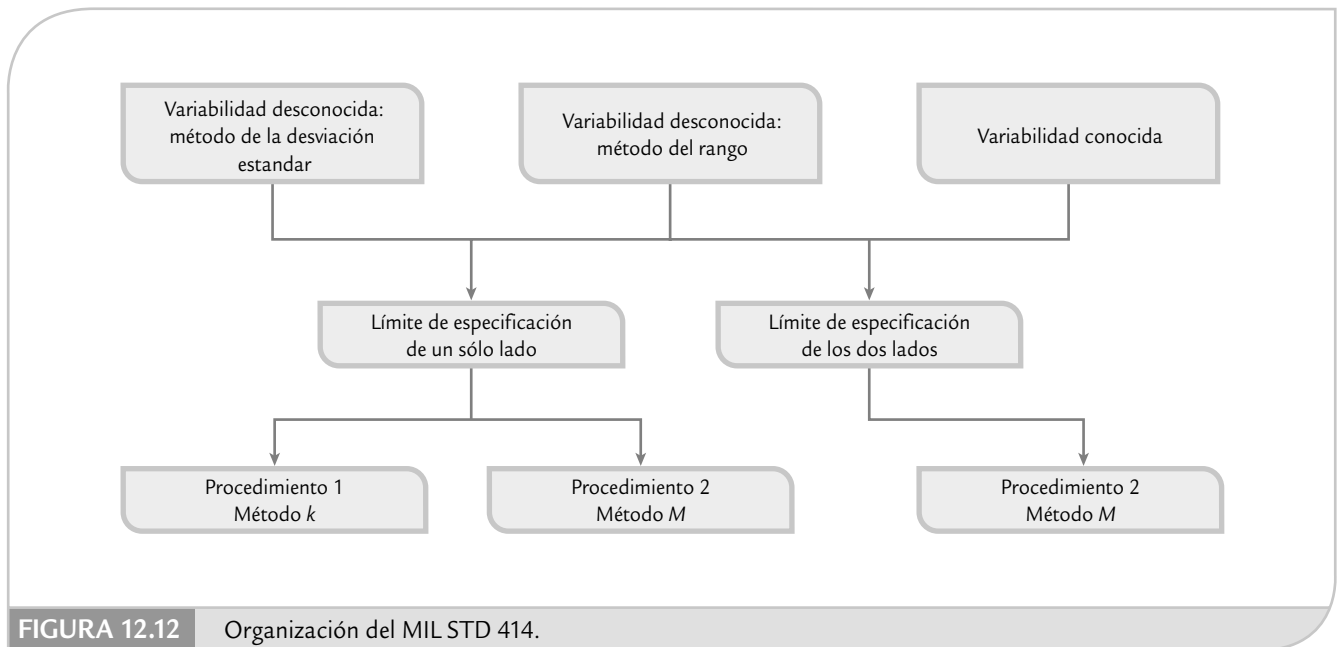 Variabilidad desconocida:
método de la desviación
estandar
Variabilidad desconocida:
método del rango
Variabilidad conocida
Límite de especificación
de un sólo lado
Límite de especificación
de los dos lados
Procedimiento 1
Método k
Procedimiento 2
Método M
Procedimiento 2
Método M
FIGURA 12.12 Organización del MIL STD 414.